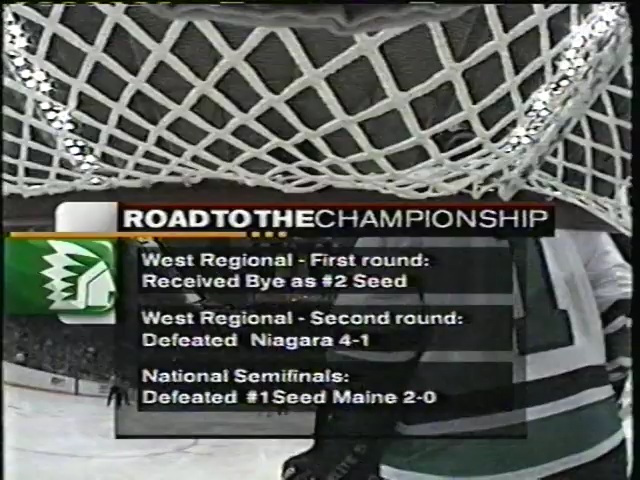 ROADTOTHECHAMPIONSHIP
West Regional - First round:
Received Bye as #2 Seed
West Regional - Second round:
Defeated Niagara 4-1
National Semifinals:
Defeated #1Seed Maine 2-0